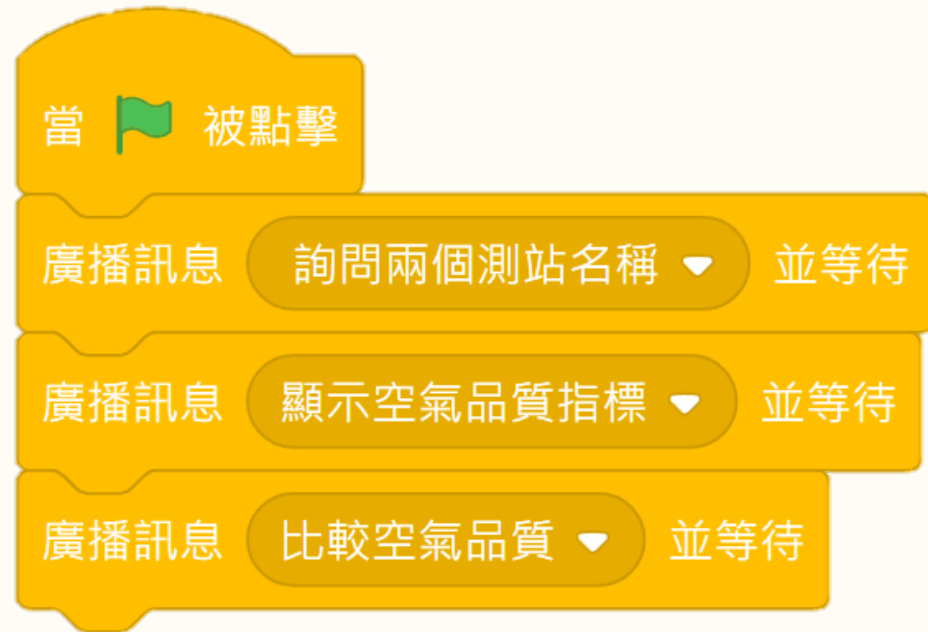 當 被點擊
廣播訊息 詢問兩個測站名稱 並等待
廣播訊息 顯示空氣品質指標 並等待
廣播訊息 比較空氣品質 並等待